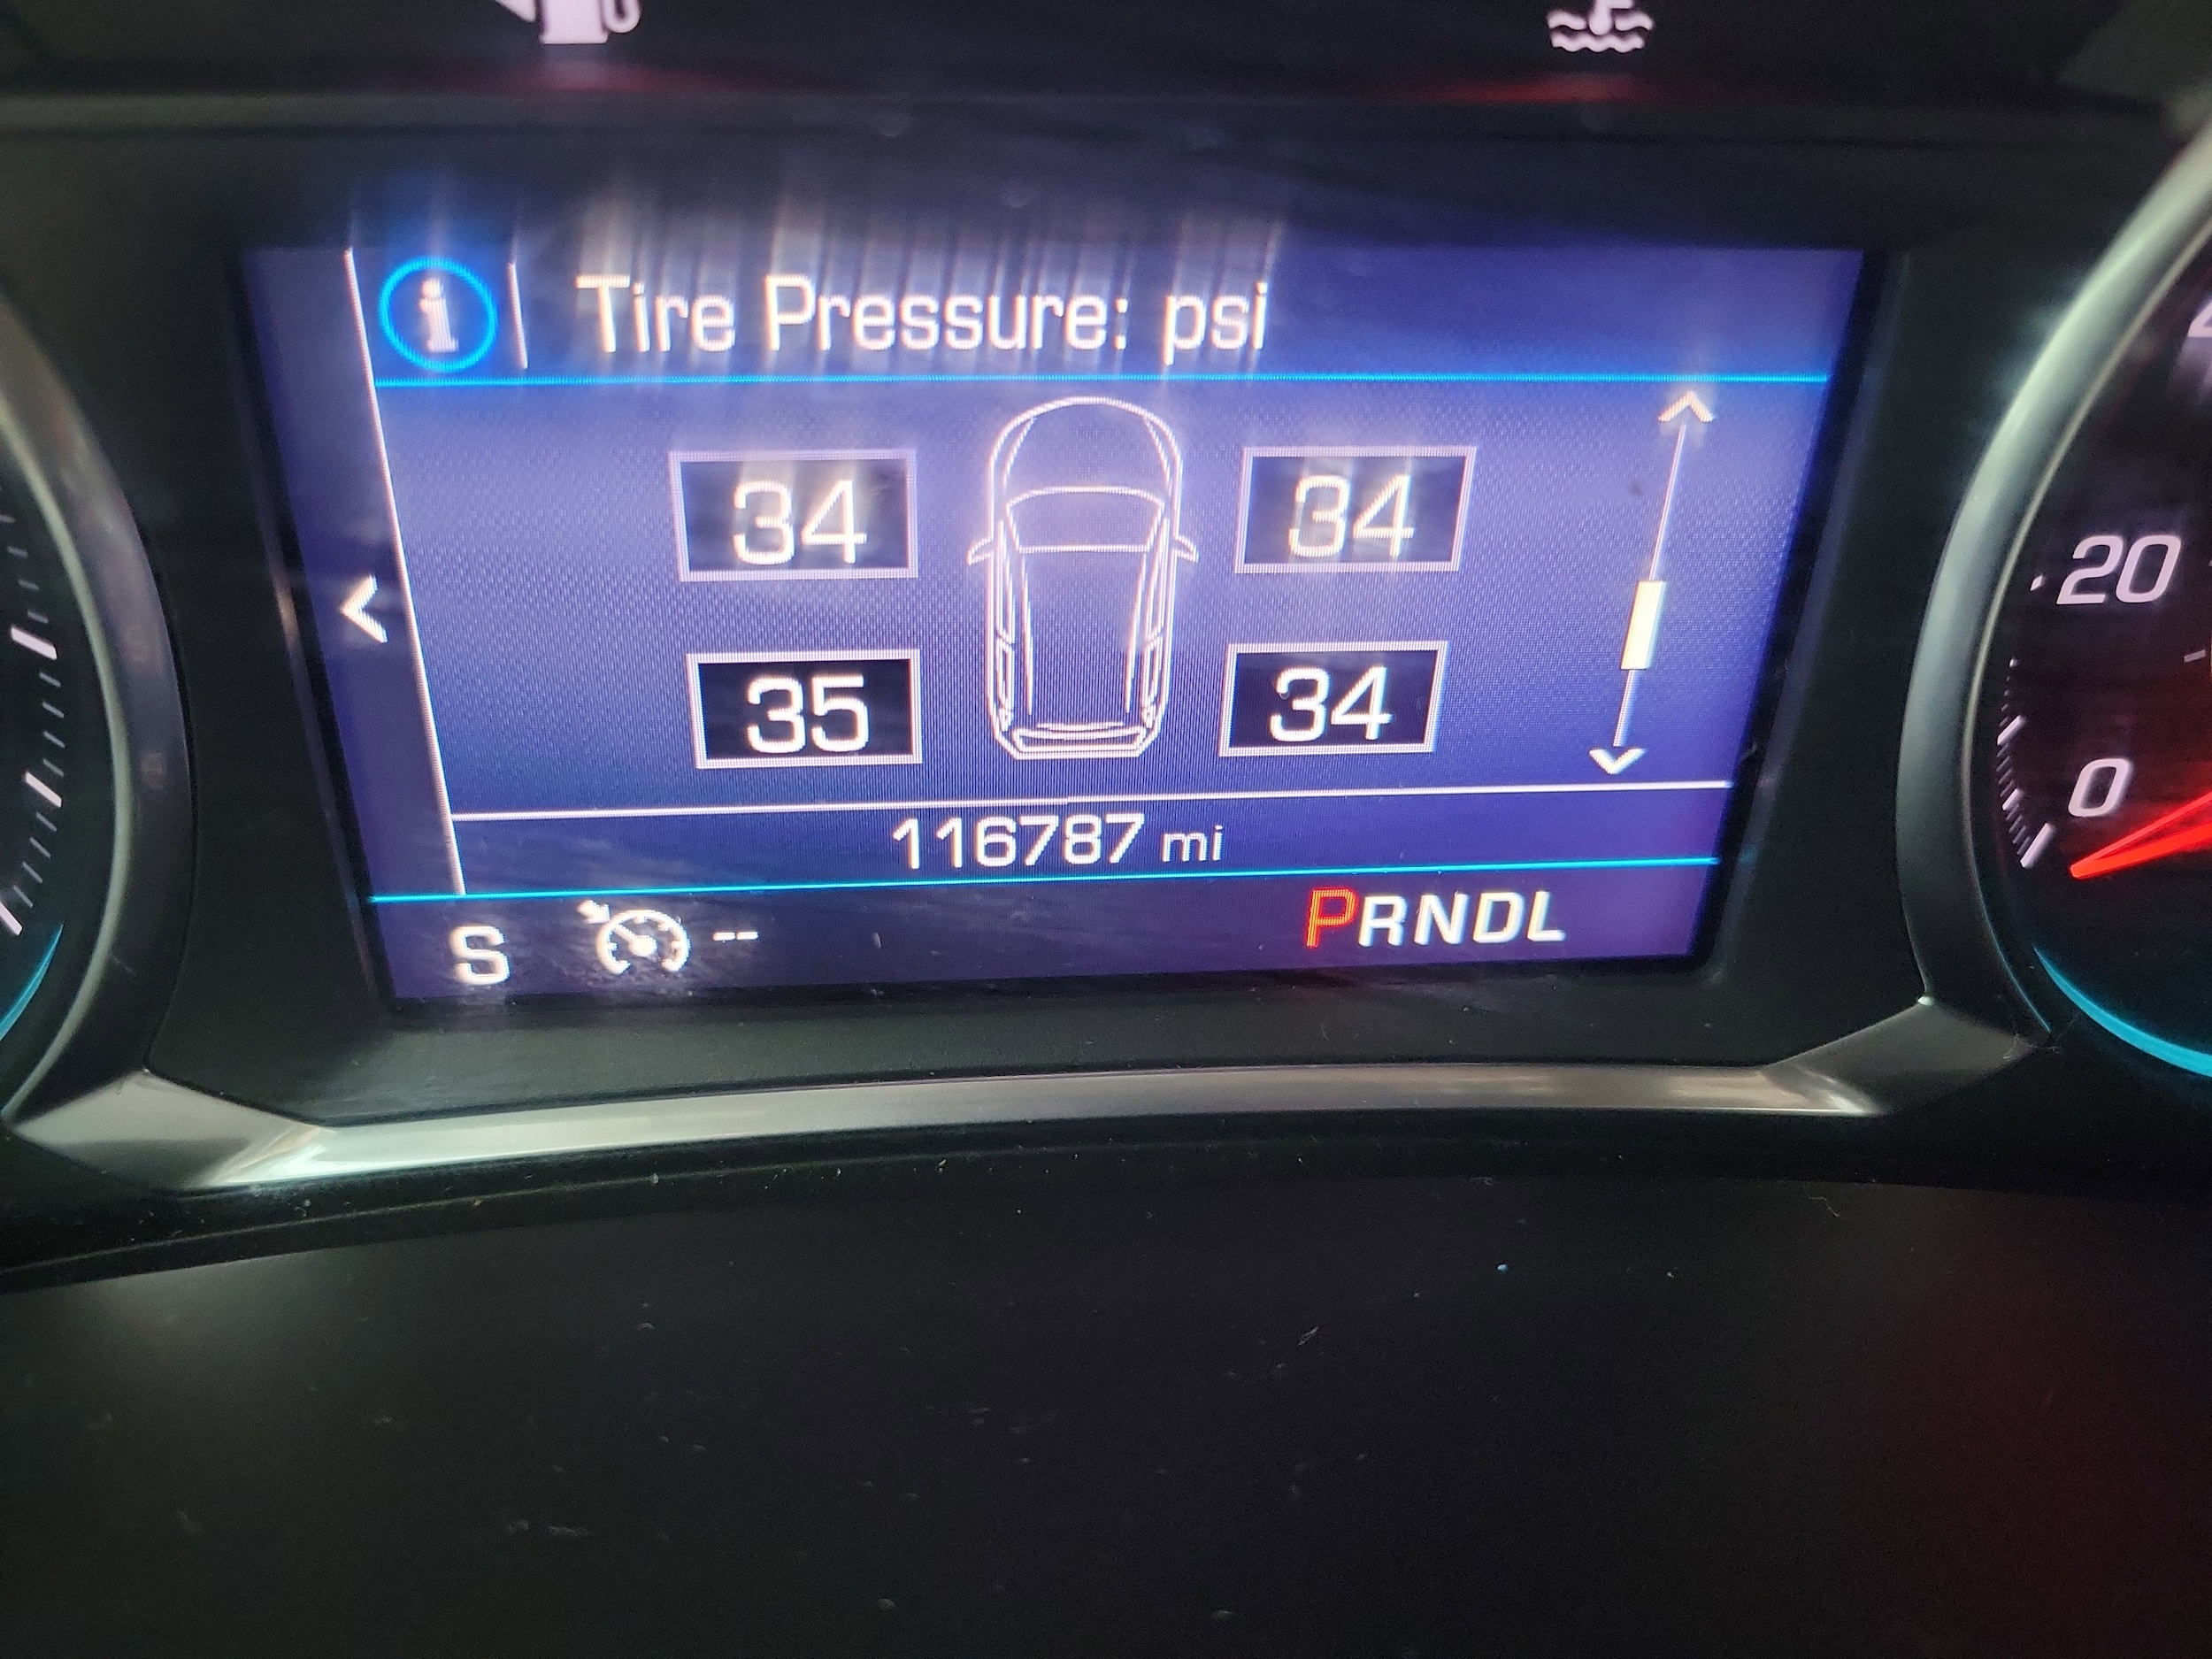 i Tire Pressure: psi
34 34
35 34
116787 mi
S -- PRNDL
20
0